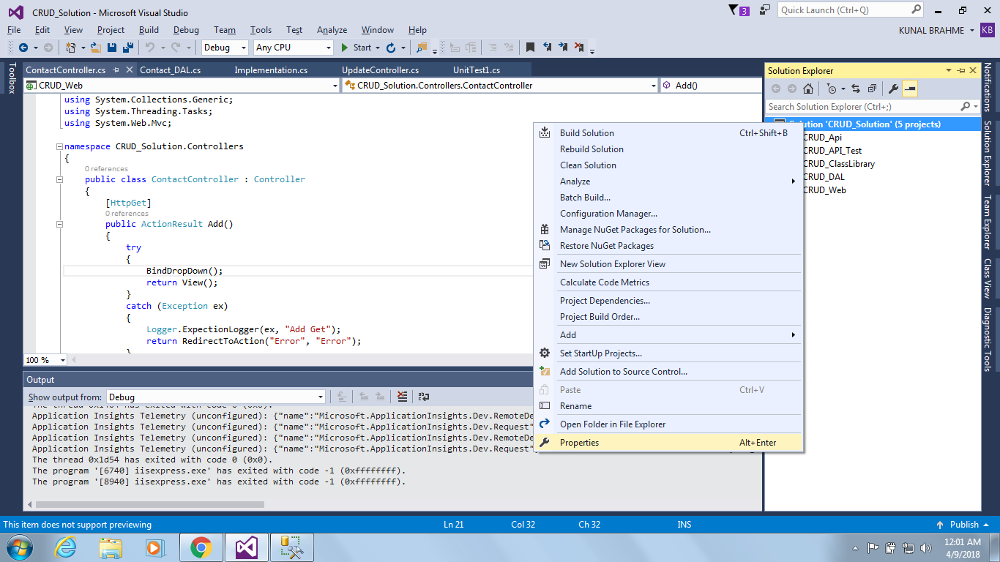 CRUD_Solution - Microsoft Visual Studio
3
Quick Launch (Ctrl+Q)
File Edit View Project Build Debug Team Tools Test Analyze Window Help
KUNAL BRAHME KB
Debug Any CPU Start
Toolbox
ContactController.cs Contact_DAL.cs Implementation.cs UpdateController.cs UnitTest1.cs
CRUD_Web CRUD_Solution.Controllers.ContactController Add()
using System.Collections.Generic;
using System.Threading.Tasks;
using System.Web.Mvc;
namespace CRUD_Solution.Controllers
{
0 references
public class ContactController : Controller
{
[HttpGet]
0 references
public ActionResult Add()
{
try
{
BindDropDown();
return View();
}
catch (Exception ex)
{
Logger.ExpectionLogger(ex, "Add Get");
return RedirectToAction("Error", "Error");
}
100 %
Output
Show output from: Debug
The thread 0x1404 has exited with code 0 (0x0).
Application Insights Telemetry (unconfigured): {"name":"Microsoft.ApplicationInsights.Dev.RemoteDe
Application Insights Telemetry (unconfigured): {"name":"Microsoft.ApplicationInsights.Dev.Request"
Application Insights Telemetry (unconfigured): {"name":"Microsoft.ApplicationInsights.Dev.RemoteDe
Application Insights Telemetry (unconfigured): {"name":"Microsoft.ApplicationInsights.Dev.Request"
The thread 0x1d54 has exited with code 0 (0x0).
The program '[6740] iisexpress.exe' has exited with code -1 (0xffffffff).
The program '[8940] iisexpress.exe' has exited with code -1 (0xffffffff).
Build Solution Ctrl+Shift+B
Rebuild Solution
Clean Solution
Analyze
Batch Build...
Configuration Manager...
Manage NuGet Packages for Solution...
Restore NuGet Packages
New Solution Explorer View
Calculate Code Metrics
Project Dependencies...
Project Build Order...
Add
Set StartUp Projects...
Add Solution to Source Control...
Paste Ctrl+V
Rename
Open Folder in File Explorer
Properties Alt+Enter
Solution Explorer
Search Solution Explorer (Ctrl+;)
Solution 'CRUD_Solution' (5 projects)
CRUD_Api
CRUD_API_Test
CRUD_ClassLibrary
CRUD_DAL
CRUD_Web
Notifications
Solution Explorer
Team Explorer
Class View
Diagnostic Tools
This item does not support previewing Ln 21 Col 32 Ch 32 INS Publish
12:01 AM
4/9/2018